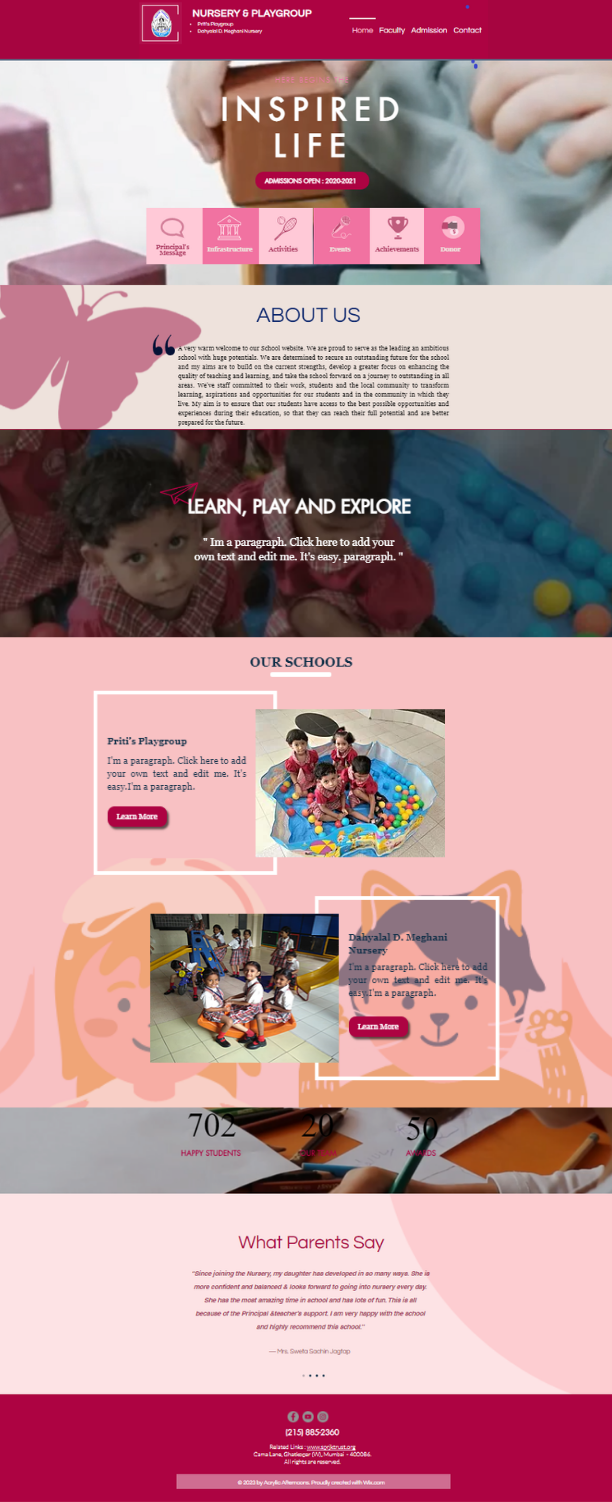 NURSERY & PLAYGROUP
Priti's Playgroup
Dahyalal D. Meghani Nursery
Home Faculty Admission Contact
INSPIRED
LIFE
ADMISSIONS OPEN : 2020-2021
Principal's
Message
Infrastructure
Activities
Events
Achievements
Donor
ABOUT US
A very warm welcome to our School website. We are proud to serve as the leading an ambitious
school with huge potentials. We are determined to secure an outstanding future for the school
and my aims are to build on the current strengths, develop a greater focus on enhancing the
quality of teaching and learning, and take the school forward on a journey to outstanding in all
areas. We've staff committed to their work, students and the local community to transform
learning, aspirations and opportunities for our students and in the community in which they
live. My aim is to ensure that our students have access to the best possible opportunities and
experiences during their education, so that they can reach their full potential and are better
prepared for the future.
LEARN, PLAY AND EXPLORE
" Im a paragraph. Click here to add your
own text and edit me. It's easy. paragraph. "
OUR SCHOOLS
Priti's Playgroup
I'm a paragraph. Click here to add
your own text and edit me. It's
easy.I'm a paragraph.
Learn More
Dahyalal D. Meghani
Nursery
I'm a paragraph. Click here to add
your own text and edit me. It's
easy.I'm a paragraph.
Learn More
702 20 50
HAPPY STUDENTS AWARDS
What Parents Say
"Since joining the Nursery, my daughter has developed in so many ways. She is
more confident and balanced & looks forward to going into nursery every day.
She has the most amazing time in school and has lots of fun. This is all
because of the Principal &teacher's support. I am very happy with the school
and highly recommend this school."
— Mrs. Sweta Sachin Jagtap
(215) 885-2360
Related Links : www.spnktrust.org
Cama Lane, Ghatkopar (W), Mumbai - 400086.
All rights are reserved.
© 2023 by Acrylic Afternoons. Proudly created with Wix.com